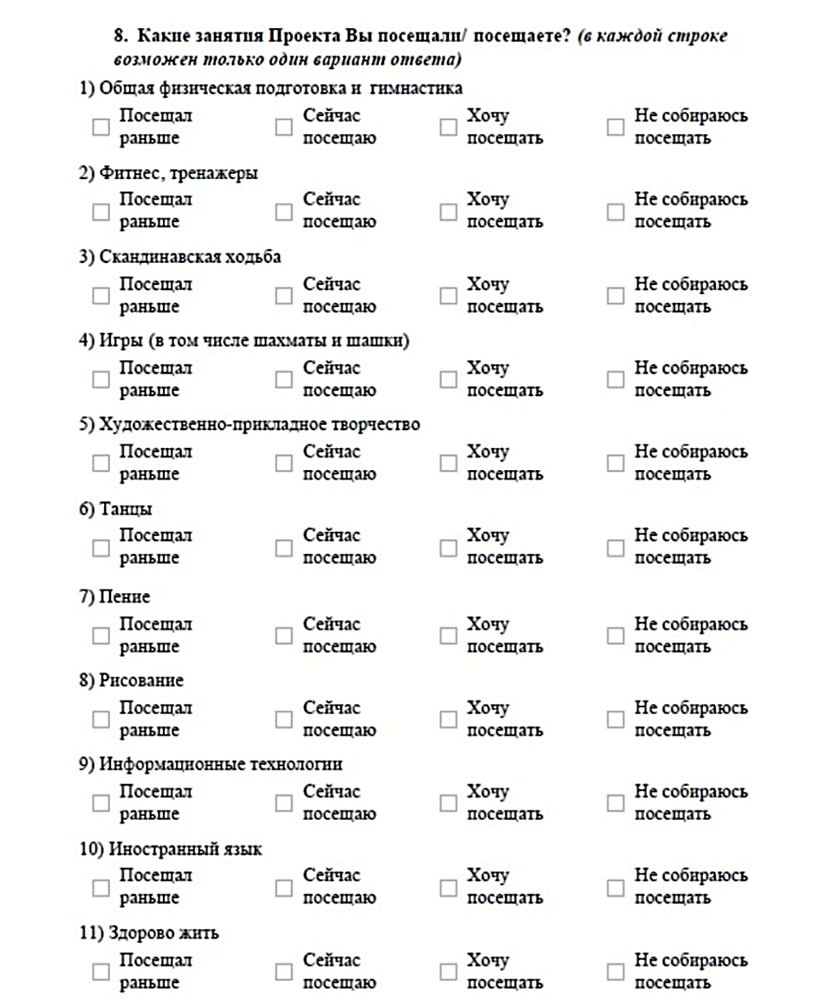 8. Какие занятия Проекта Вы посещали/ посещаете? (в каждой строке
возможен только один вариант ответа)
1) Общая физическая подготовка и гимнастика
☐ Посещал ☐ Сейчас ☐ Хочу ☐ Не собираюсь
раньше посещаю посещать посещать
2) Фитнес, тренажеры
☐ Посещал ☐ Сейчас ☐ Хочу ☐ Не собираюсь
раньше посещаю посещать посещать
3) Скандинавская ходьба
☐ Посещал ☐ Сейчас ☐ Хочу ☐ Не собираюсь
раньше посещаю посещать посещать
4) Игры (в том числе шахматы и шашки)
☐ Посещал ☐ Сейчас ☐ Хочу ☐ Не собираюсь
раньше посещаю посещать посещать
5) Художественно-прикладное творчество
☐ Посещал ☐ Сейчас ☐ Хочу ☐ Не собираюсь
раньше посещаю посещать посещать
6) Танцы
☐ Посещал ☐ Сейчас ☐ Хочу ☐ Не собираюсь
раньше посещаю посещать посещать
7) Пение
☐ Посещал ☐ Сейчас ☐ Хочу ☐ Не собираюсь
раньше посещаю посещать посещать
8) Рисование
☐ Посещал ☐ Сейчас ☐ Хочу ☐ Не собираюсь
раньше посещаю посещать посещать
9) Информационные технологии
☐ Посещал ☐ Сейчас ☐ Хочу ☐ Не собираюсь
раньше посещаю посещать посещать
10) Иностранный язык
☐ Посещал ☐ Сейчас ☐ Хочу ☐ Не собираюсь
раньше посещаю посещать посещать
11) Здорово жить
☐ Посещал ☐ Сейчас ☐ Хочу ☐ Не собираюсь
раньше посещаю посещать посещать